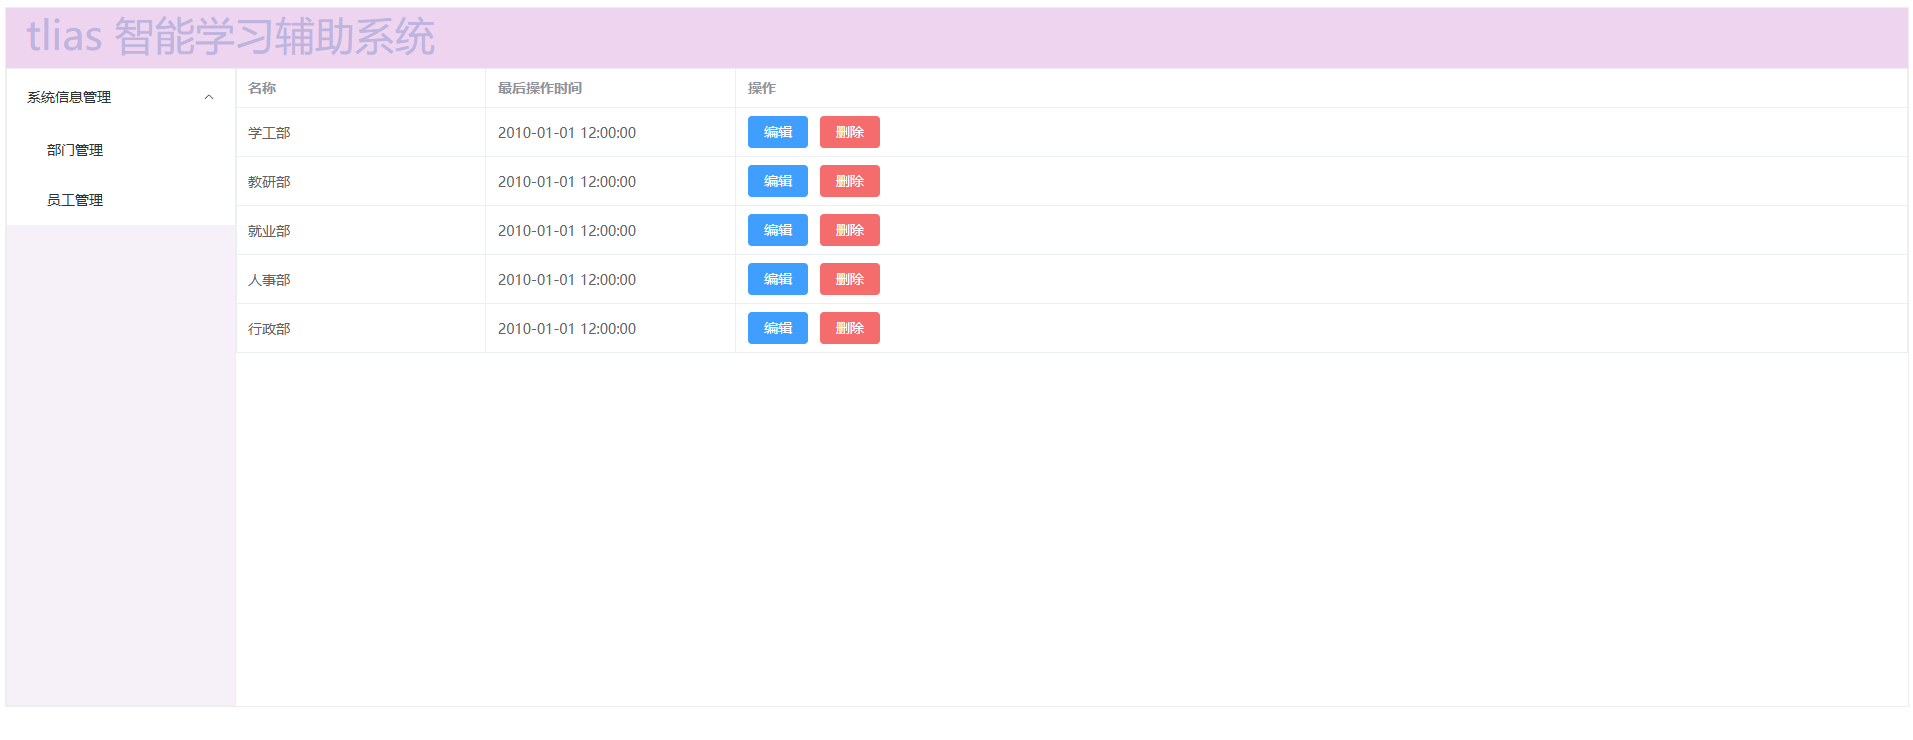 tlias 智能学习辅助系统
系统信息管理
部门管理
员工管理
名称 最后操作时间 操作
学工部 2010-01-01 12:00:00 编辑 删除
教研部 2010-01-01 12:00:00 编辑 删除
就业部 2010-01-01 12:00:00 编辑 删除
人事部 2010-01-01 12:00:00 编辑 删除
行政部 2010-01-01 12:00:00 编辑 删除